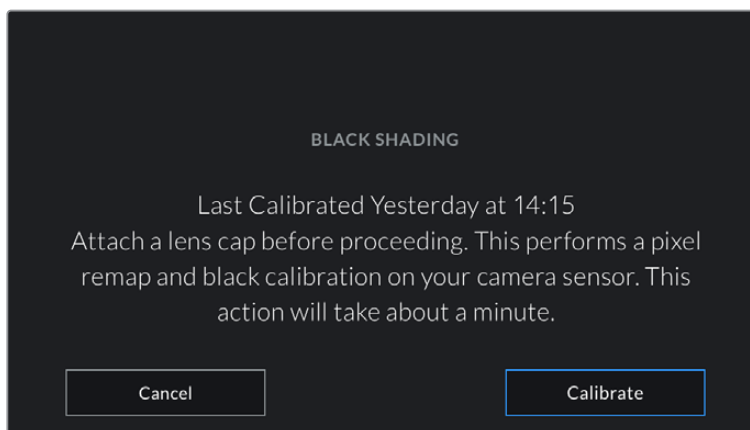 BLACK SHADING
Last Calibrated Yesterday at 14:15
Attach a lens cap before proceeding. This performs a pixel
remap and black calibration on your camera sensor. This
action will take about a minute.
Cancel
Calibrate